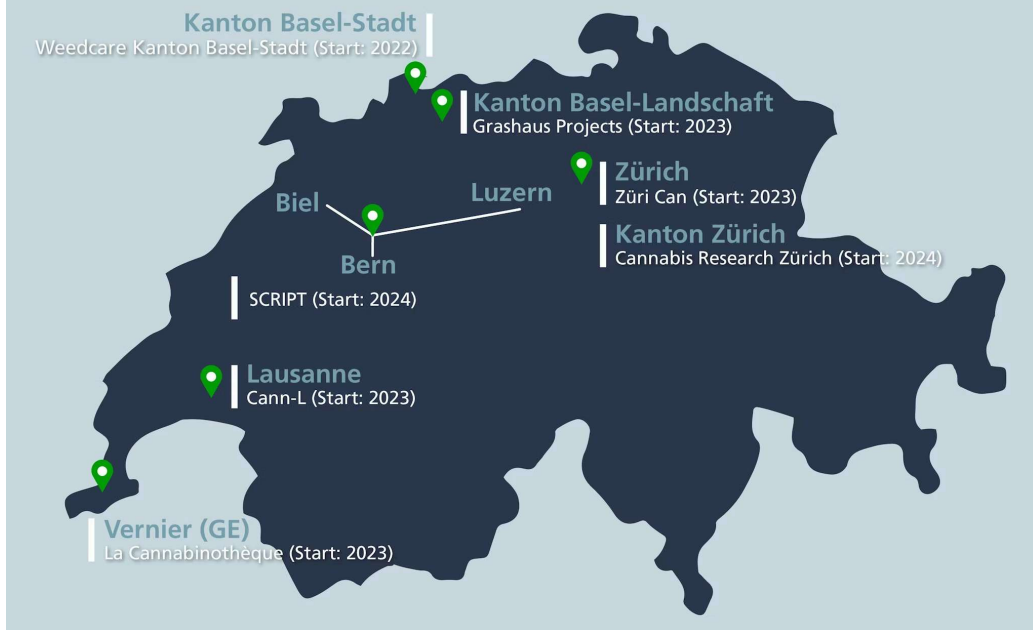 Kanton Basel-Stadt
Weedcare Kanton Basel-Stadt (Start: 2022)
Kanton Basel-Landschaft
Grashaus Projects (Start: 2023)
Zürich
Züri Can (Start: 2023)
Kanton Zürich
Cannabis Research Zürich (Start: 2024)
Biel
Luzern
Bern
SCRIPT (Start: 2024)
Lausanne
Cann-L (Start: 2023)
Vernier (GE)
La Cannabinothèque (Start: 2023)